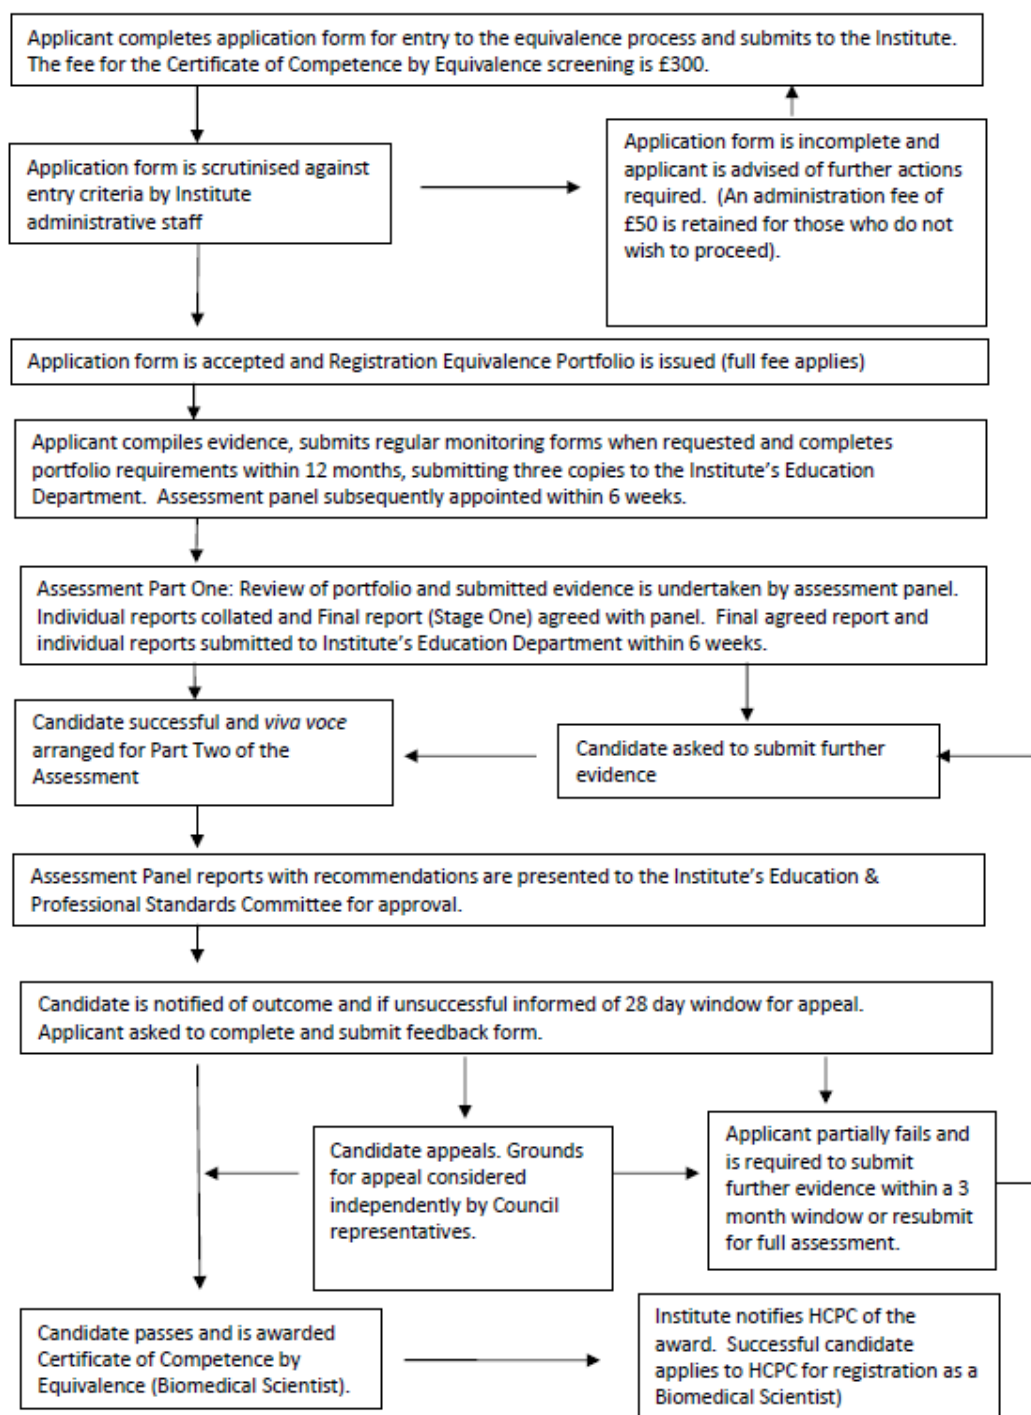 Applicant completes application form for entry to the equivalence process and submits to the Institute.
The fee for the Certificate of Competence by Equivalence screening is £300.
Application form is scrutinised against
entry criteria by Institute
administrative staff
Application form is incomplete and
applicant is advised of further actions
required. (An administration fee of
£50 is retained for those who do not
wish to proceed).
Application form is accepted and Registration Equivalence Portfolio is issued (full fee applies)
Applicant compiles evidence, submits regular monitoring forms when requested and completes
portfolio requirements within 12 months, submitting three copies to the Institute's Education
Department. Assessment panel subsequently appointed within 6 weeks.
Assessment Part One: Review of portfolio and submitted evidence is undertaken by assessment panel.
Individual reports collated and Final report (Stage One) agreed with panel. Final agreed report and
individual reports submitted to Institute's Education Department within 6 weeks.
Candidate successful and viva voce
arranged for Part Two of the
Assessment
Candidate asked to submit further
evidence
Assessment Panel reports with recommendations are presented to the Institute's Education &
Professional Standards Committee for approval.
Candidate is notified of outcome and if unsuccessful informed of 28 day window for appeal.
Applicant asked to complete and submit feedback form.
Candidate appeals. Grounds
for appeal considered
independently by Council
representatives.
Applicant partially fails and
is required to submit
further evidence within a 3
month window or resubmit
for full assessment.
Candidate passes and is awarded
Certificate of Competence by
Equivalence (Biomedical Scientist).
Institute notifies HCPC of the
award. Successful candidate
applies to HCPC for registration as a
Biomedical Scientist)